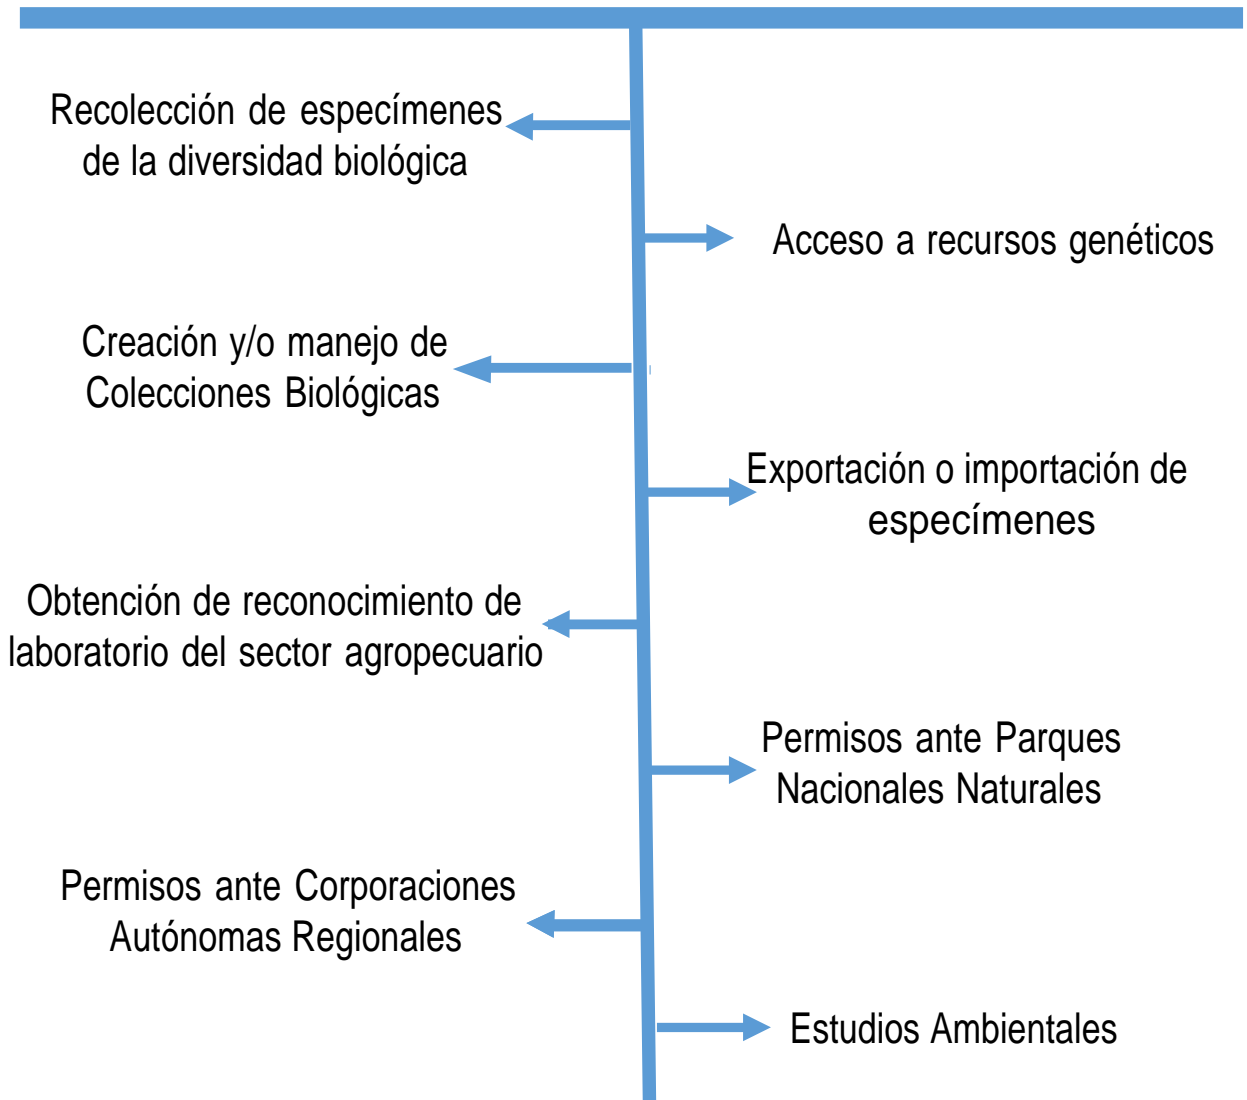 Recolección de especímenes
de la diversidad biológica
Acceso a recursos genéticos
Creación y/o manejo de
Colecciones Biológicas
Exportación o importación de
especímenes
Obtención de reconocimiento de
laboratorio del sector agropecuario
Permisos ante Parques
Nacionales Naturales
Permisos ante Corporaciones
Autónomas Regionales
Estudios Ambientales